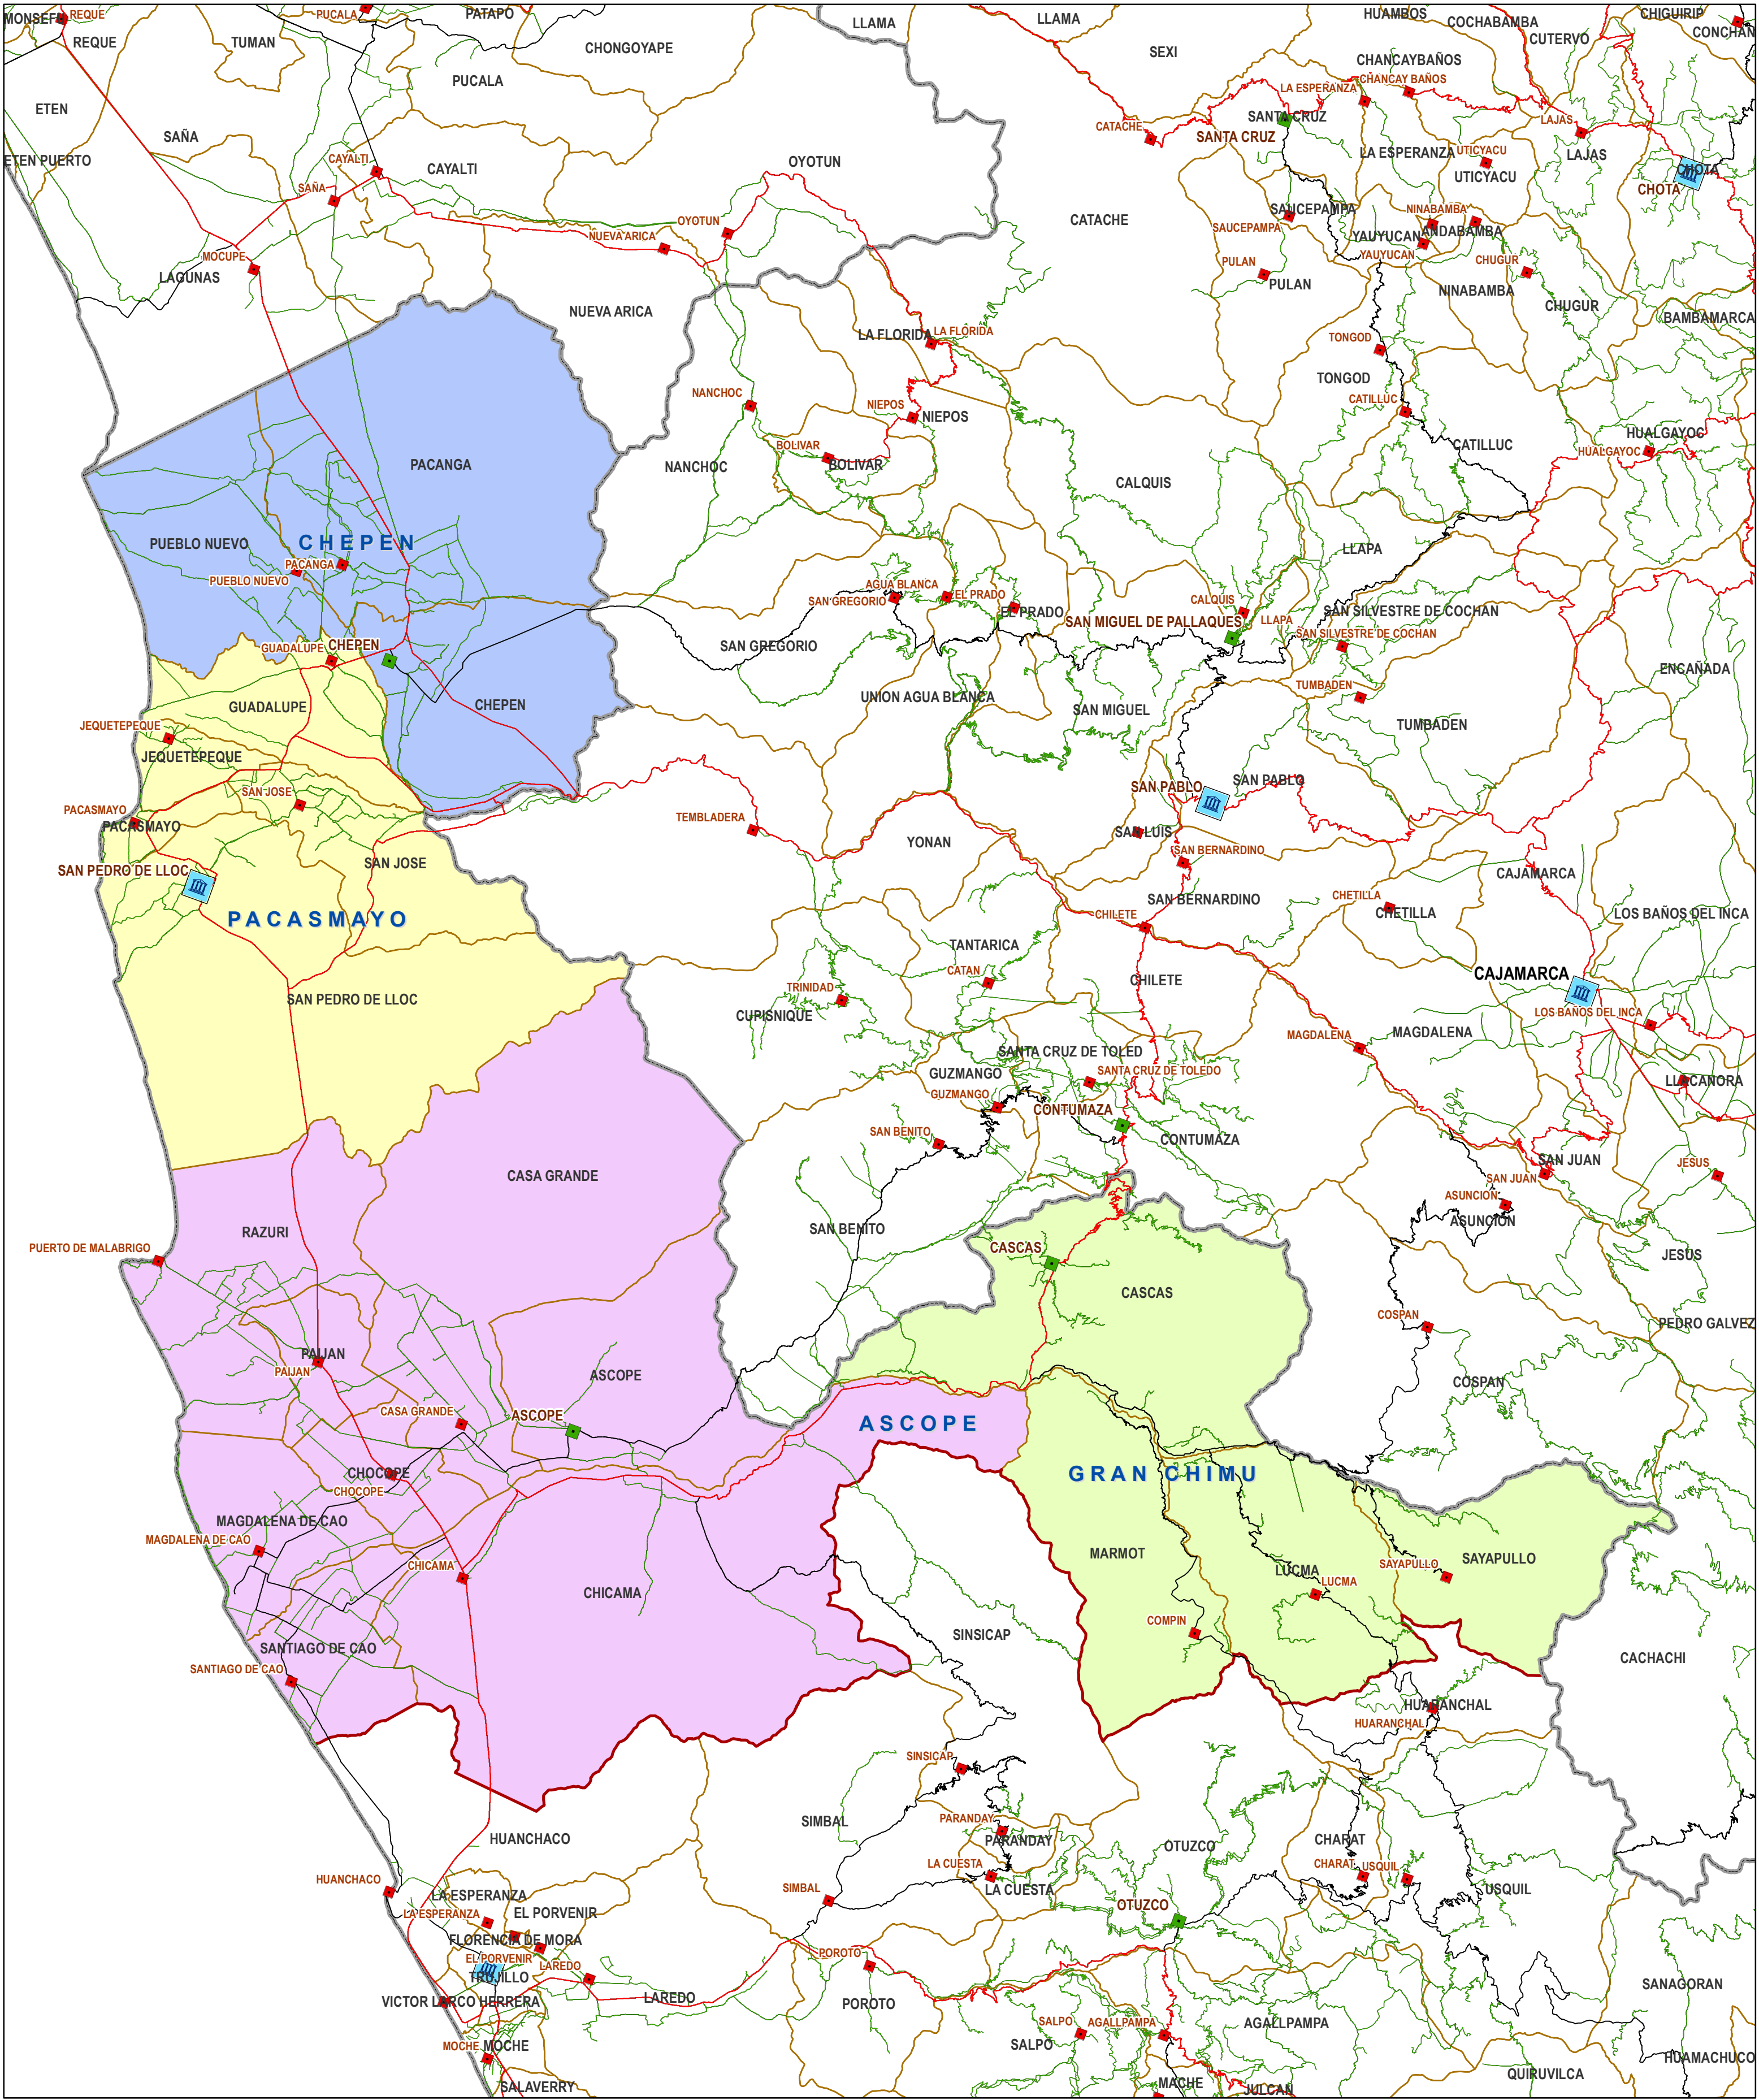 MONSEF
REQUE
PUCALA
PATAPO
LLAMA
LLAMA
HUAMBOS
COCHABAMBA
CHIGUIRIP
CONCHAN
REQUE
TUMAN
CHONGOYAPE
SEXI
CUTERVO
PUCALA
CHANCAYBAÑOS
CHANCAY BAÑOS
LA ESPERANZA
ETEN
SAÑA
CATACHE
SANTA CRUZ
SANTA CRUZ
LAJAS
ETEN PUERTO
CAYALTI
CAYALTI
OYOTUN
LA ESPERANZA
UTICYACU
LAJAS
CHOTA
SAÑA
UTICYACU
CHOTA
OYOTUN
CATACHE
SAUCEPAMPA
NINABAMBA
NUEVA ARICA
SAUCEPAMPA
YAUYUCAN
ANDABAMBA
MOCUPE
YAUYUCAN
PULAN
CHUGUR
LAGUNAS
PULAN
NINABAMBA
NUEVA ARICA
CHUGUR
BAMBAMARCA
LA FLORIDA
LA FLORIDA
TONGOD
TONGOD
NANCHOC
NIEPOS
NIEPOS
CATILLUC
CATILLUC
HUALGAYOC
BOLIVAR
HUALGAYOC
PACANGA
NANCHOC
BOLIVAR
CALQUIS
PUEBLO NUEVO
CHEPEN
LLAPA
PACANGA
PUEBLO NUEVO
AGUA BLANCA
SAN GREGORIO
EL PRADO
EL PRADO
CALQUIS
SAN MIGUEL DE PALLAQUES
LLAPA
SAN SILVESTRE DE COCHAN
SAN SILVESTRE DE COCHAN
GUADALUPE
CHEPEN
SAN GREGORIO
ENCAÑADA
GUADALUPE
CHEPEN
UNION AGUA BLANCA
SAN MIGUEL
TUMBADEN
TUMBADEN
JEQUETEPEQUE
JEQUETEPEQUE
SAN JOSE
SAN PABLO
SAN PABLO
PACASMAYO
PACASMAYO
TEMBLADERA
YONAN
SAN LUIS
SAN BERNARDINO
SAN PEDRO DE LLOC
SAN JOSE
CAJAMARCA
SAN BERNARDINO
CHETILLA
CHETILLA
LOS BAÑOS DEL INCA
PACASMAYO
CHILETE
TANTARICA
CATAN
CHILETE
CAJAMARCA
SAN PEDRO DE LLOC
TRINIDAD
CUPISNIQUE
LOS BAÑOS DEL INCA
MAGDALENA
MAGDALENA
SANTA CRUZ DE TOLED
GUZMANGO
SANTA CRUZ DE TOLEDO
LLACANORA
GUZMANGO
CONTUMAZA
SAN BENITO
CONTUMAZA
CASA GRANDE
SAN JUAN
SAN JUAN
JESUS
ASUNCION
ASUNCION
RAZURI
SAN BENITO
PUERTO DE MALABRIGO
CASCAS
JESUS
CASCAS
COSPAN
PEDRO GALVEZ
PAIJAN
PAIJAN
ASCOPE
COSPAN
CASA GRANDE
ASCOPE
ASCOPE
CHOCOPE
CHOCOPE
GRAN CHIMU
MAGDALENA DE CAO
MAGDALENA DE CAO
CHICAMA
MARMOT
SAYAPULLO
SAYAPULLO
LUCMA
LUCMA
CHICAMA
COMPIN
SANTIAGO DE CAO
SANTIAGO DE CAO
SINSICAP
CACHACHI
HUARANCHAL
HUARANCHAL
SINSICAP
SIMBAL
PARANDAY
PARANDAY
HUANCHACO
OTUZCO
CHARAT
LA CUESTA
CHARAT
USQUIL
HUANCHACO
SIMBAL
LA CUESTA
USQUIL
LA ESPERANZA
LA ESPERANZA
EL PORVENIR
OTUZCO
FLORENCIA DE MORA
EL PORVENIR
LAREDO
POROTO
TRUJILLO
SANAGORAN
VICTOR LARCO HERRERA
LAREDO
POROTO
SALPO
AGALLPAMPA
AGALLPAMPA
MOCHE
MOCHE
SALPO
HUAMACHUCO
SALAVERRY
MACHE
JULCAN
QUIRUVILCA